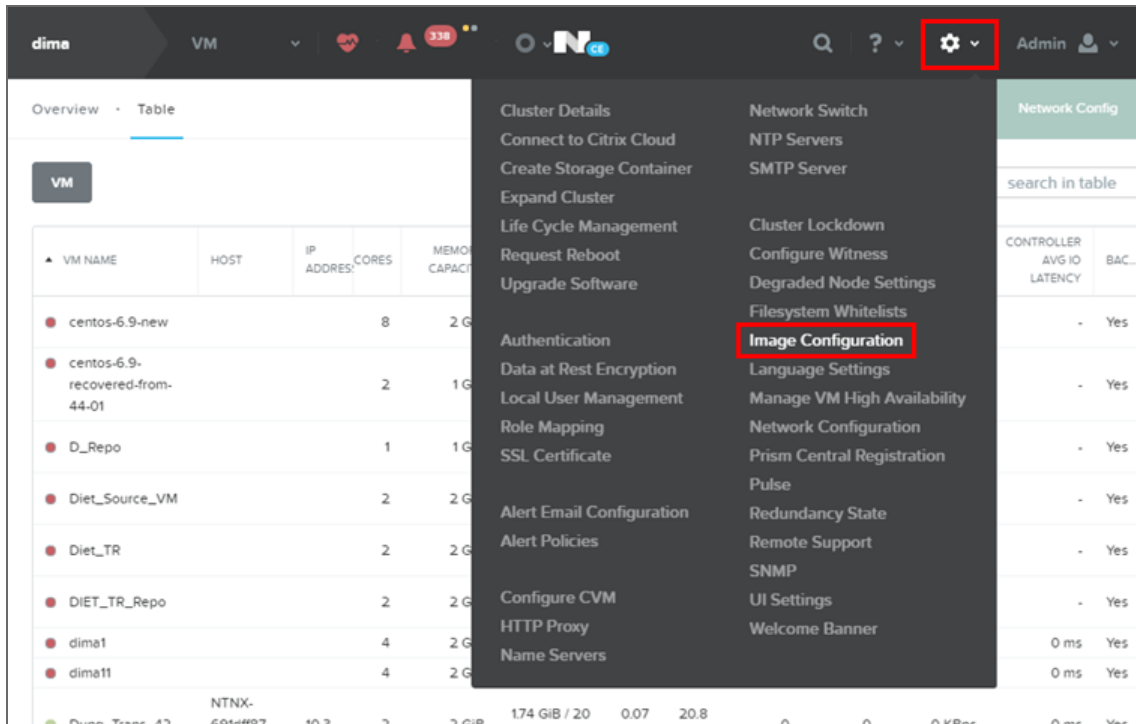 dima VM 338 N CE ? Admin
Overview · Table
Network Config
VM
search in table
VM NAME HOST IP ADDRES CORES MEMO CAPACI CONTROLLER AVG IO LATENCY BAC...
centos-6.9-new 8 2 G - Yes
centos-6.9-
recovered-from-
44-01
2 1 G - Yes
D_Repo 1 1 G - Yes
Diet_Source_VM 2 2 G - Yes
Diet_TR 2 2 G - Yes
DIET_TR_Repo 2 2 G - Yes
dima1 4 2 G 0 ms Yes
dima11 4 2 G 0 ms Yes
NTNX-
1.74 GiB / 20 0.07 20.8
Cluster Details
Connect to Citrix Cloud
Create Storage Container
Expand Cluster
Life Cycle Management
Request Reboot
Upgrade Software
Authentication
Data at Rest Encryption
Local User Management
Role Mapping
SSL Certificate
Alert Email Configuration
Alert Policies
Configure CVM
HTTP Proxy
Name Servers
Network Switch
NTP Servers
SMTP Server
Cluster Lockdown
Configure Witness
Degraded Node Settings
Filesystem Whitelists
Image Configuration
Language Settings
Manage VM High Availability
Network Configuration
Prism Central Registration
Pulse
Redundancy State
Remote Support
SNMP
UI Settings
Welcome Banner